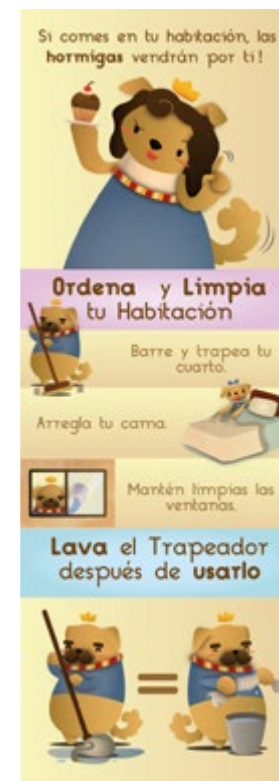 Si comes en tu habitación, las
hormigas vendrán por ti!
Ordena y Limpia
tu Habitación
Barre y trapea tu
cuarto.
Arregla tu cama.
Mantén limpias las
ventanas.
Lava el Trapeador
después de usarlo